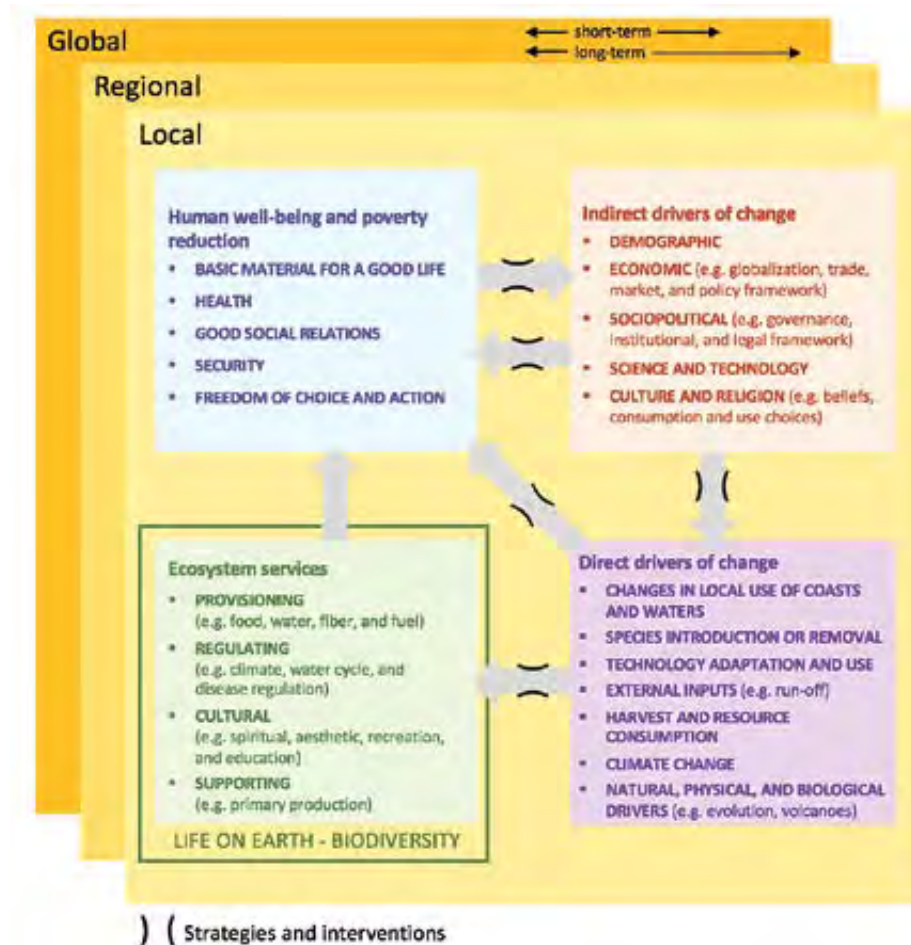 Global
short-term
long-term
Regional
Local
Human well-being and poverty
reduction
• BASIC MATERIAL FOR A GOOD LIFE
• HEALTH
• GOOD SOCIAL RELATIONS
• SECURITY
• FREEDOM OF CHOICE AND ACTION
Indirect drivers of change
• DEMOGRAPHIC
• ECONOMIC (e.g. globalization, trade,
market, and policy framework)
• SOCIOPOLITICAL (e.g. governance,
institutional, and legal framework)
• SCIENCE AND TECHNOLOGY
• CULTURE AND RELIGION (e.g. beliefs,
consumption and use choices)
Ecosystem services
• PROVISIONING
(e.g. food, water, fiber, and fuel)
• REGULATING
(e.g. climate, water cycle, and
disease regulation)
• CULTURAL
(e.g. spiritual, aesthetic, recreation,
and education)
• SUPPORTING
(e.g. primary production)
LIFE ON EARTH - BIODIVERSITY
Direct drivers of change
• CHANGES IN LOCAL USE OF COASTS
AND WATERS
• SPECIES INTRODUCTION OR REMOVAL
• TECHNOLOGY ADAPTATION AND USE
• EXTERNAL INPUTS (e.g. run-off)
• HARVEST AND RESOURCE
CONSUMPTION
• CLIMATE CHANGE
• NATURAL, PHYSICAL, AND BIOLOGICAL
DRIVERS (e.g. evolution, volcanoes)
) ( Strategies and interventions